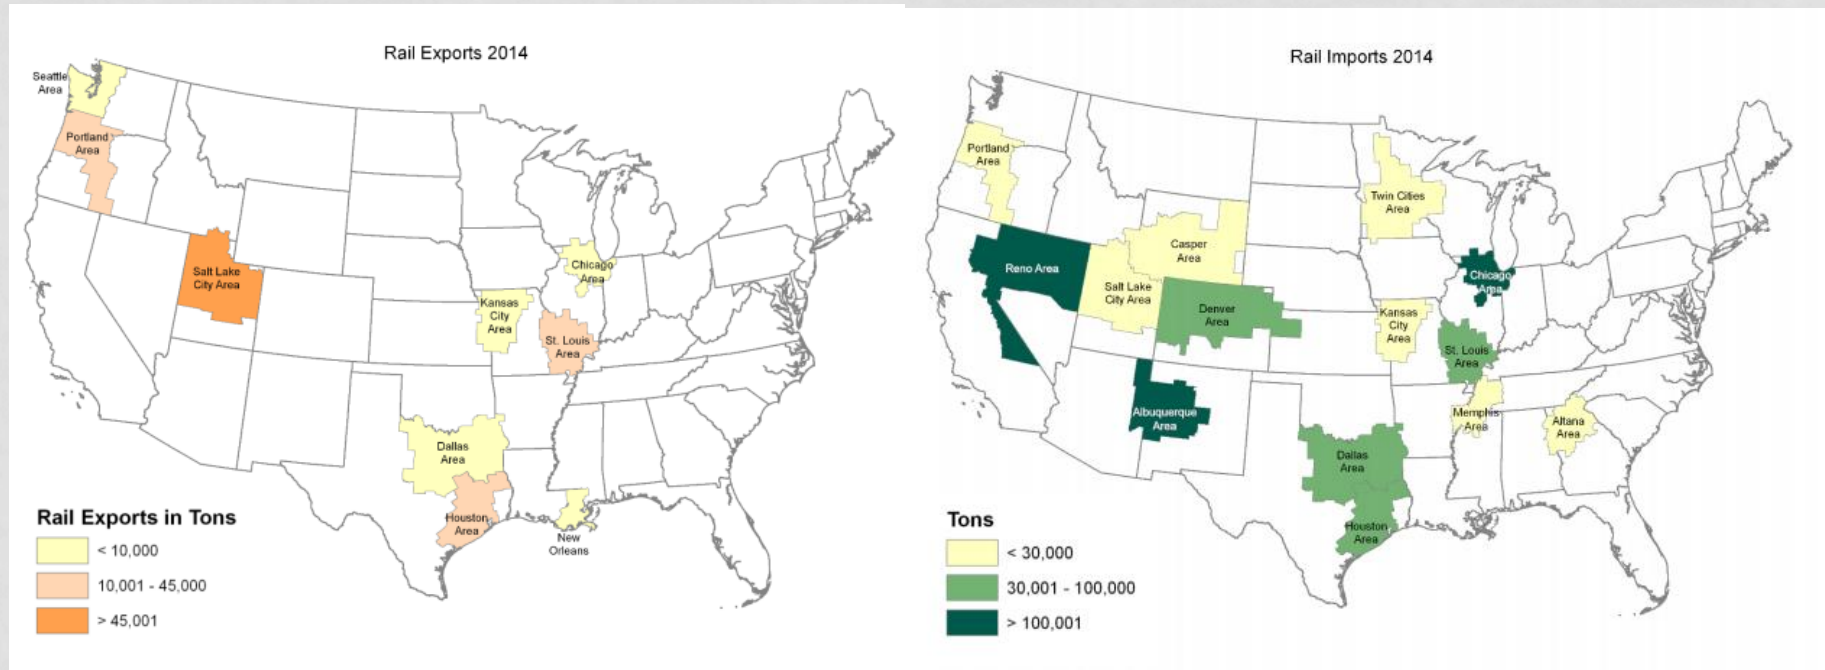 Rail Exports 2014
Seattle
Area
Portland
Area
Salt Lake
City Area
Chicago
Area
Kansas
City
Area
St. Louis
Area
Dallas
Area
Houston
Area
New
Orleans
Rail Exports in Tons
< 10,000
10,001 - 45,000
> 45,001
Rail Imports 2014
Portland
Area
Twin Cities
Area
Casper
Area
Reno Area
Salt Lake
City Area
Chicago
Area
Denver
Area
Kansas
City
Area
St. Louis
Area
Albuquerque
Area
Memphis
Area
Altana
Area
Dallas
Area
Houston
Area
Tons
< 30,000
30,001 - 100,000
> 100,001